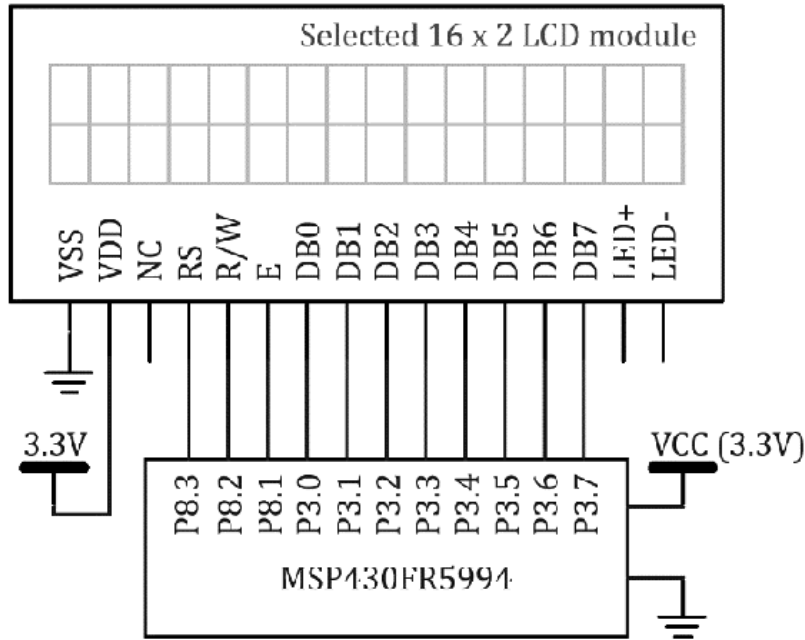 Selected 16 x 2 LCD module
VSS VDD NC RS R/W E DB0 DB1 DB2 DB3 DB4 DB5 DB6 DB7 LED+ LED-
3.3V
VCC (3.3V)
P8.3 P8.2 P8.1 P3.0 P3.1 P3.2 P3.3 P3.4 P3.5 P3.6 P3.7
MSP430FR5994